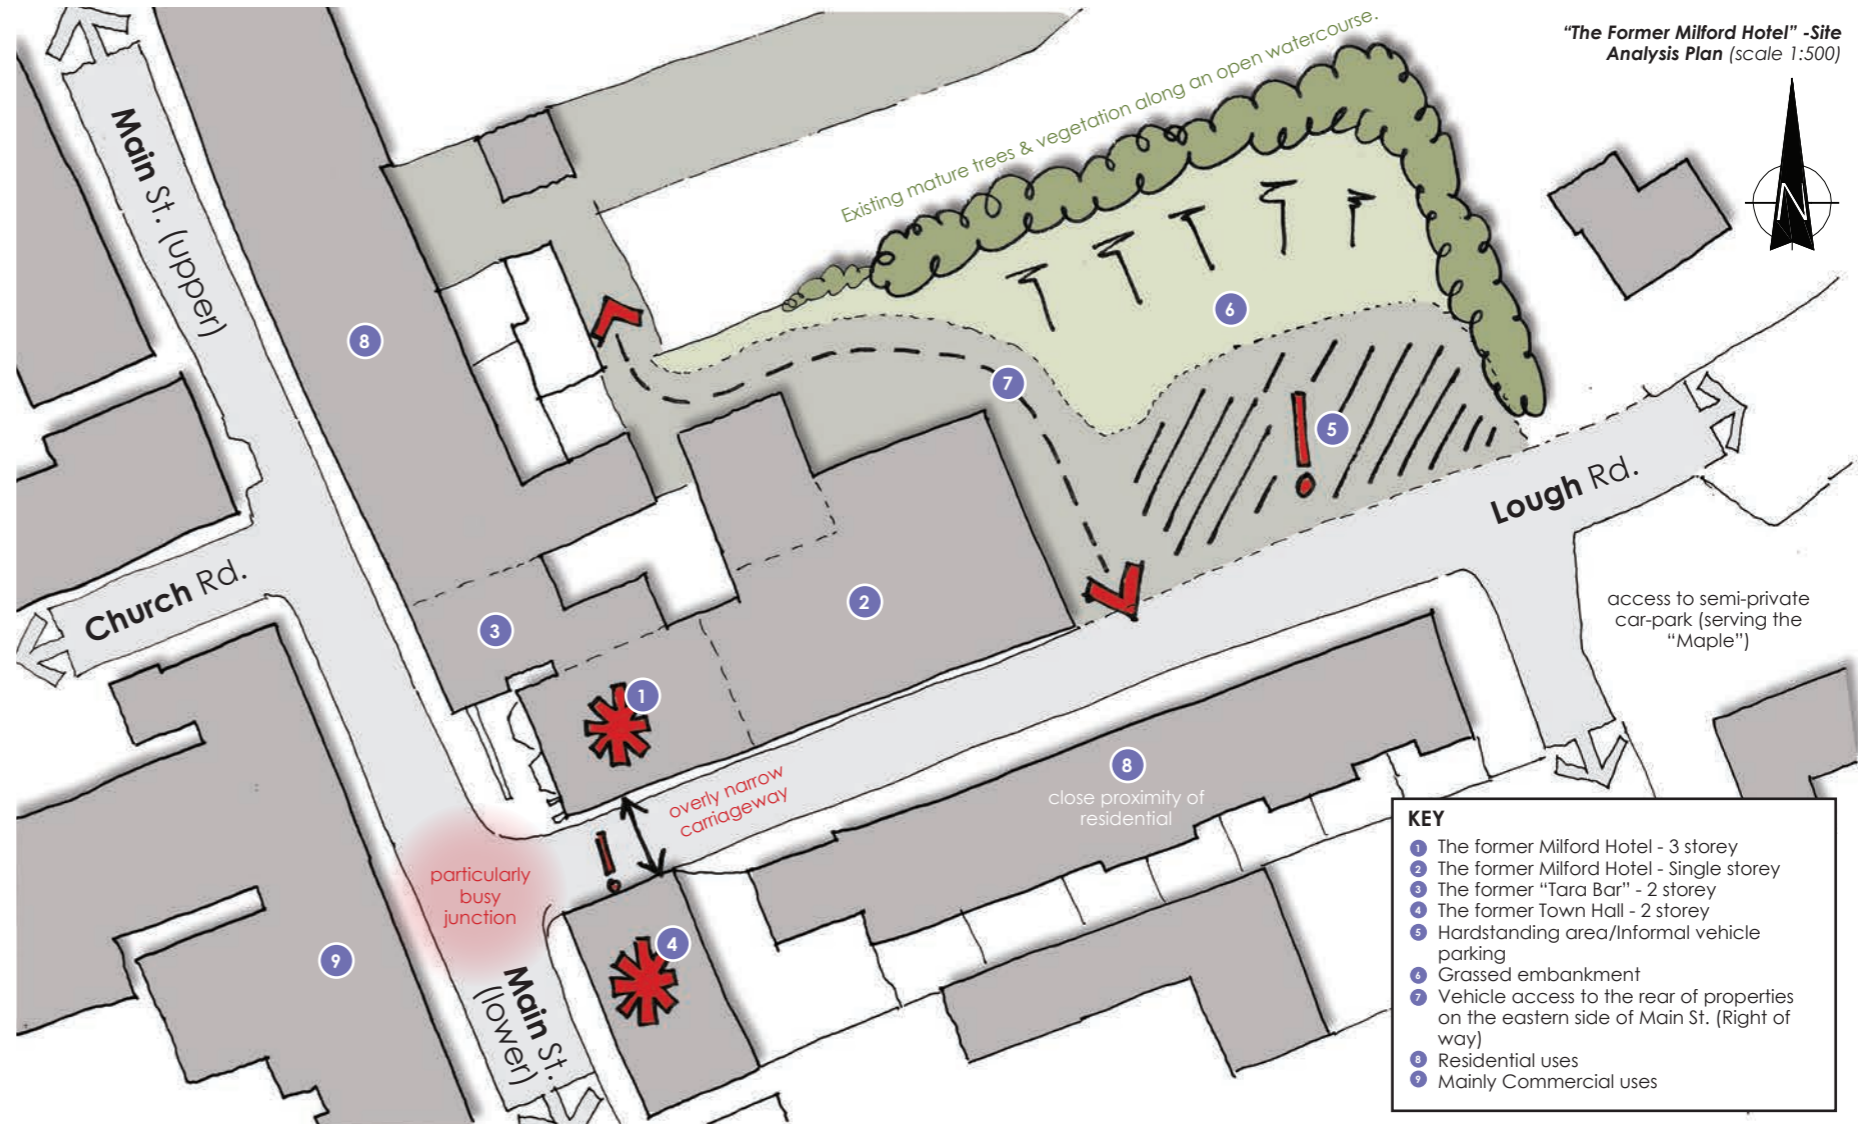 “The Former Milford Hotel” -Site
Analysis Plan (scale 1:500)
N
Existing mature trees & vegetation along an open watercourse.
Main St. (upper)
8
6
7
5
Lough Rd.
Church Rd.
3
2
access to semi-private
car-park (serving the
“Maple”)
1
overly narrow
carriageway
8
close proximity of
residential
particularly
busy
junction
4
9
Main St.
(lower)
KEY
1 The former Milford Hotel - 3 storey
2 The former Milford Hotel - Single storey
3 The former “Tara Bar” - 2 storey
4 The former Town Hall - 2 storey
5 Hardstanding area/Informal vehicle
parking
6 Grassed embankment
7 Vehicle access to the rear of properties
on the eastern side of Main St. (Right of
way)
8 Residential uses
9 Mainly Commercial uses